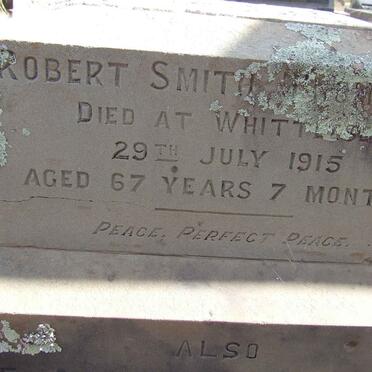 ROBERT SMITH
DIED AT
29TH JULY 1915
AGED 67 YEARS 7
PEACE, PERFECT PEACE.
ALSO